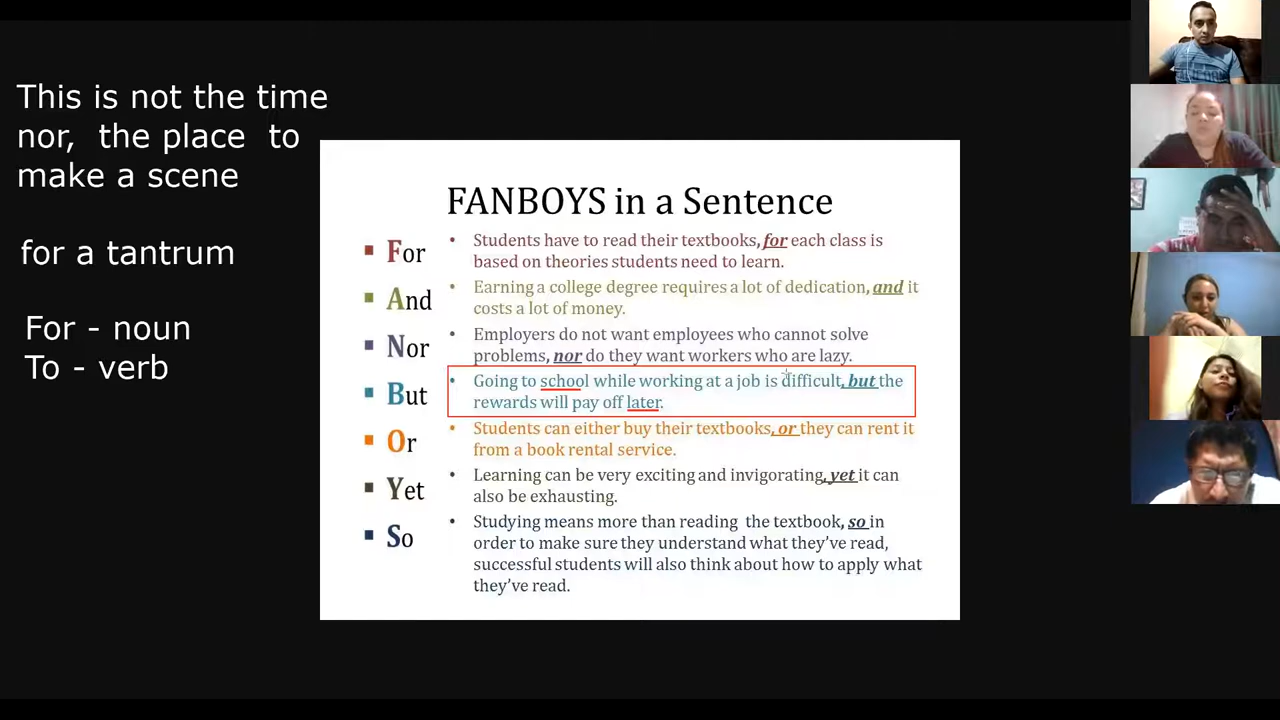 This is not the time
nor, the place to
make a scene
for a tantrum
For - noun
To - verb
FANBOYS in a Sentence
For
And
Nor
But
Or
Yet
So
Students have to read their textbooks, for each class is
based on theories students need to learn.
Earning a college degree requires a lot of dedication, and it
costs a lot of money.
Employers do not want employees who cannot solve
problems, nor do they want workers who are lazy.
Going to school while working at a job is difficult, but the
rewards will pay off later.
Students can either buy their textbooks, or they can rent it
from a book rental service.
Learning can be very exciting and invigorating, yet it can
also be exhausting.
Studying means more than reading the textbook, so in
order to make sure they understand what they've read,
successful students will also think about how to apply what
they've read.